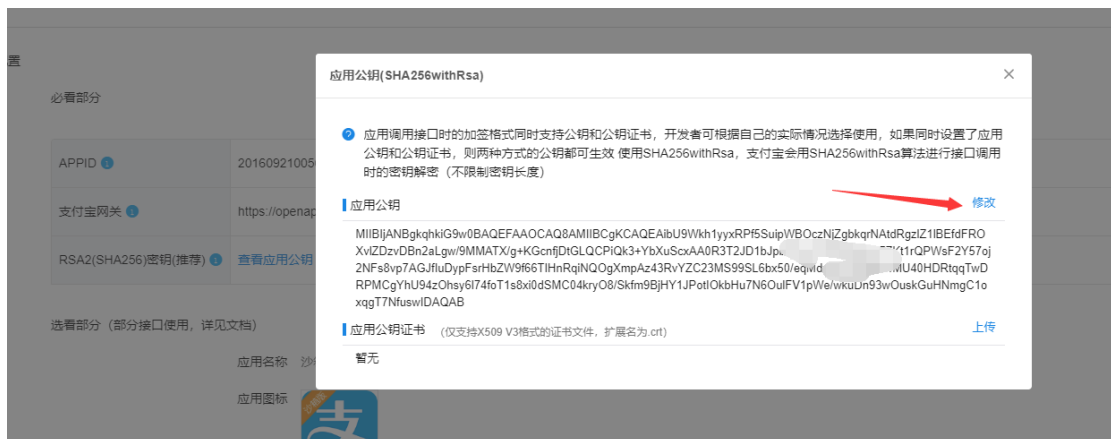 置
应用公钥(SHA256withRsa)
必看部分
应用调用接口时的加签格式同时支持公钥和公钥证书，开发者可根据自己的实际情况选择使用，如果同时设置了应用
公钥和公钥证书，则两种方式的公钥都可生效 使用SHA256withRsa，支付宝会用SHA256withRsa算法进行接口调用
时的密钥解密（不限制密钥长度）
APPID
2016092100
支付宝网关
https://openap
RSA2(SHA256)密钥(推荐)
查看应用公钥
应用公钥
修改
MIIBIjANBgkqhkiG9w0BAQEFAAOCAQ8AMIIBCgKCAQEAibU9Wkh1yyxRPf5SuipWBOczNjZgbkqrNAtdRgzlZ1lBEfdFRO
XvlZDzvDBn2aLgw/9MMATX/g+KGcnfjDtGLQCPiQk3+YbXuScxAA0R3T2JD1bJp
Kt1rQPWsF2Y57oj
2NFs8vp7AGJfluDypFsrHbZW9f66TIHnRqiNQOgXmpAz43RvYZC23MS99SL6bx50/eqMd
MU40HDRtqqTwD
RPMCgYhU94zOhsy6I74foT1s8xi0dSMC04kryO8/Skfm9BjHY1JPotIOkbHu7N6OulFV1pWe/wkuDn93wOuskGuHNmgC1o
xqgT7NfuswIDAQAB
应用公钥证书 （仅支持X509 V3格式的证书文件，扩展名为.crt）
上传
暂无
选看部分（部分接口使用，详见文档）
应用名称
应用图标